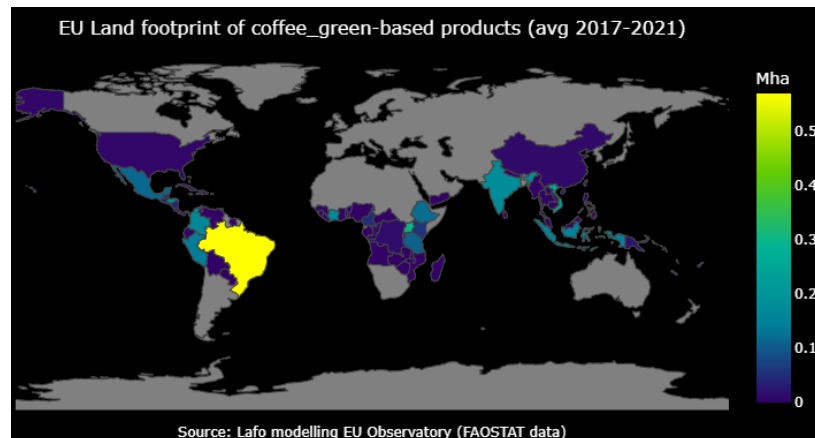 EU Land footprint of coffee_green-based products (avg 2017-2021)
Mha
0.5
0.4
0.3
0.2
0.1
0
Source: Lafo modelling EU Observatory (FAOSTAT data)